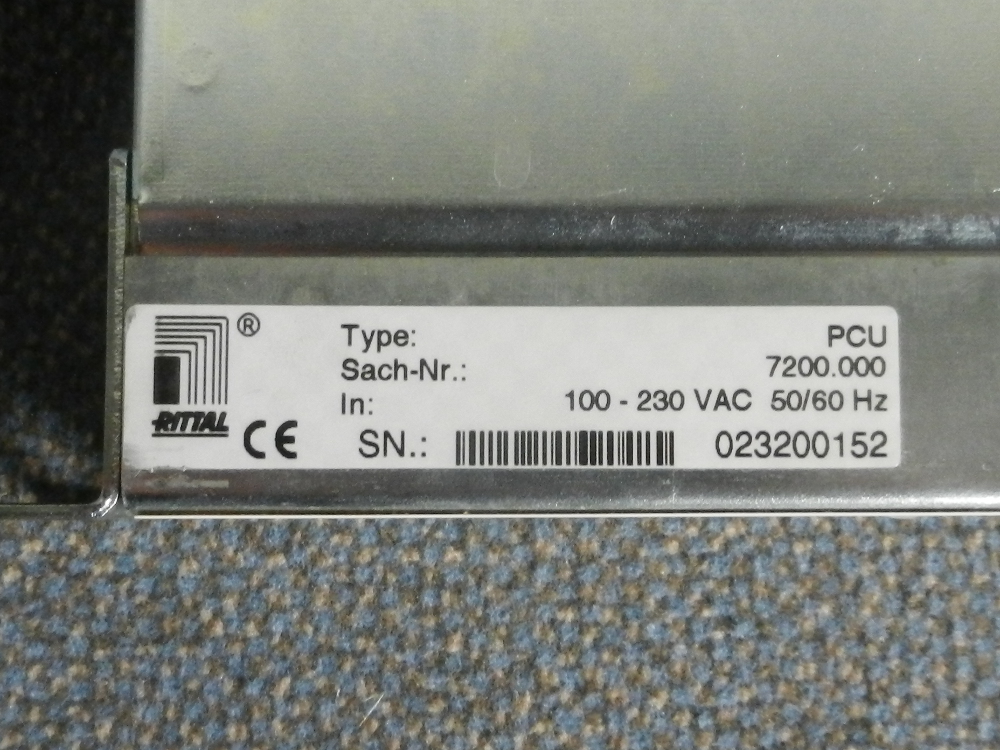 ®
RITTAL
CE
Type: PCU
Sach-Nr.: 7200.000
In: 100 - 230 VAC 50/60 Hz
SN.: 023200152